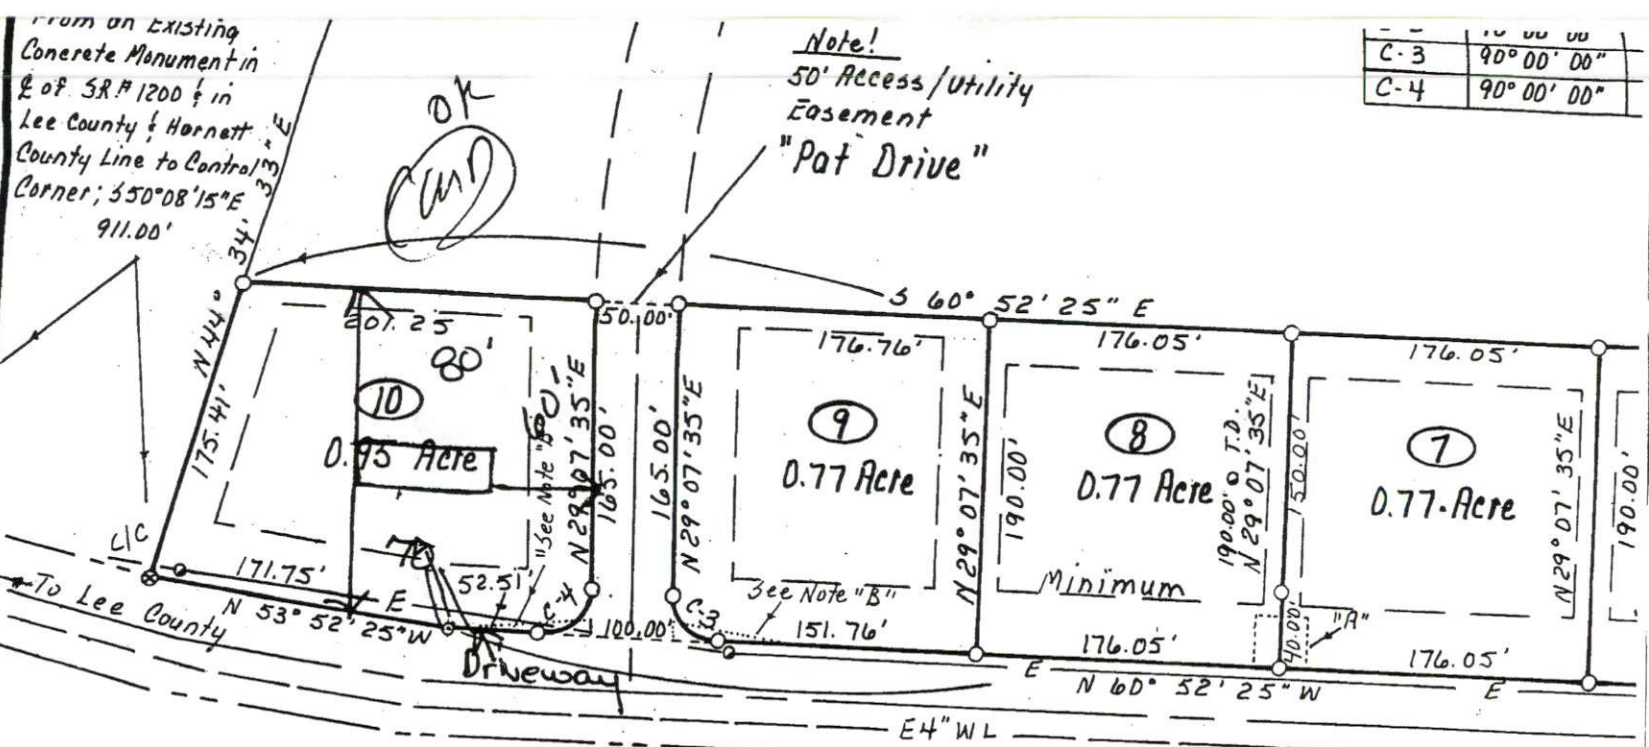 From an Existing
Concrete Monument in
℄ of SR# 1200 & in
Lee County & Harnett
County Line to Control
Corner; S50°08'15"E
911.00'
Note!
50' Access/Utility
Easement
"Pat Drive"
C-3 90° 00' 00"
C-4 90° 00' 00"
OK
N 44° 34' 33" E
175.41'
S 60° 52' 25" E
201.25
50.00'
176.76'
176.05'
176.05'
80'
10
0.95 Acre
"See Note "B"
N 29° 07' 35"E
165.00'
165.00'
N 29° 07' 35"E
9
0.77 Acre
N 29° 07' 35"E
190.00'
8
0.77 Acre
190.00' T.D.
N 29° 07' 35"E
150.00'
7
0.77 Acre
N 29° 07' 35"E
190.00'
C/C
171.75'
52.51'
C-4
C-3
See Note "B"
Minimum
To Lee County
N 53° 52' 25" W
E
100.00'
151.76'
176.05'
40.00'
"A"
176.05'
Driveway
E
N 60° 52' 25" W
E
E 4" WL